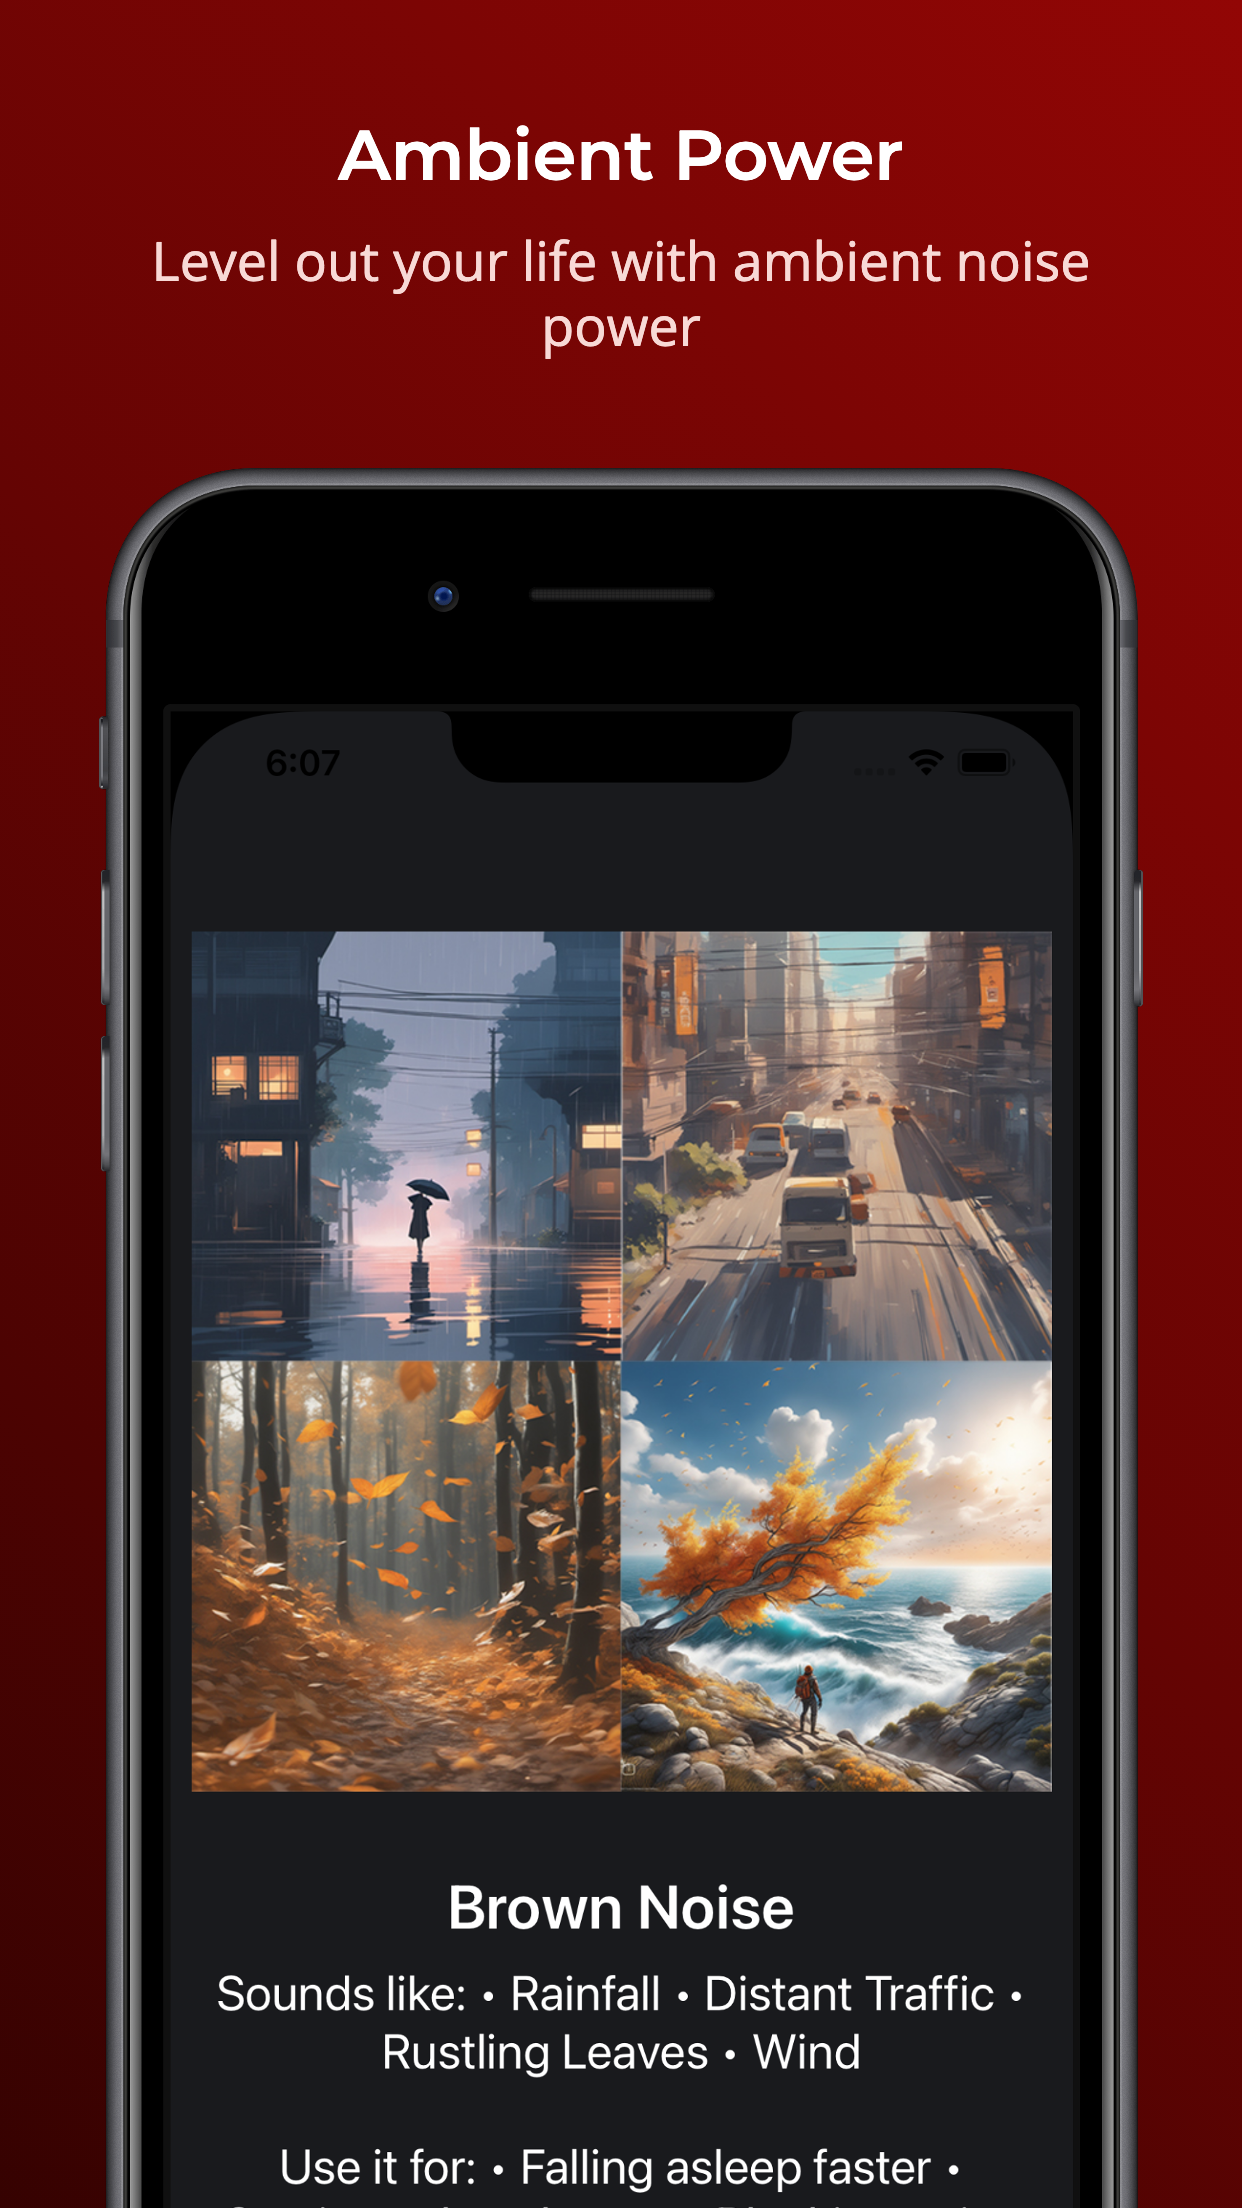 Ambient Power
Level out your life with ambient noise
power
6:07
Brown Noise
Sounds like: • Rainfall • Distant Traffic •
Rustling Leaves • Wind
Use it for: • Falling asleep faster •